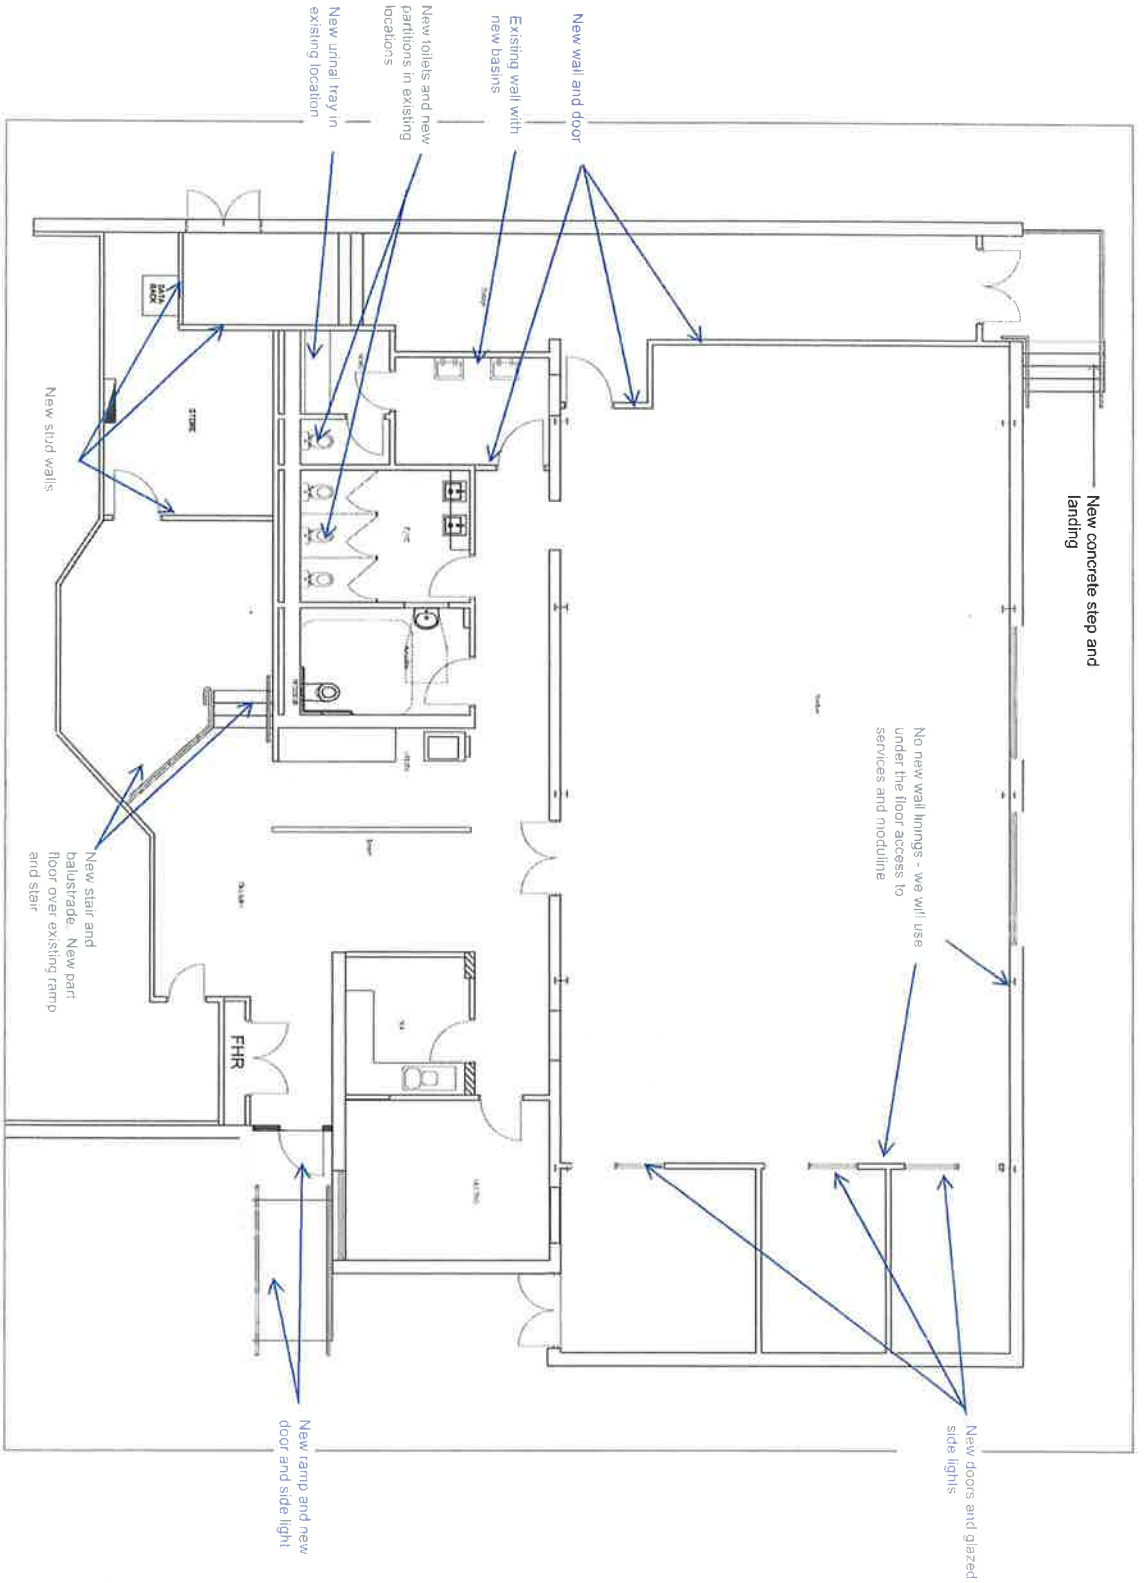 New wall and door
Existing wall with
new basins
New toilets and new
partitions in existing
locations
New urinal tray in
existing location
New concrete step and
landing
No new wall linings - we will use
under the floor access to
services and moduline
New stud walls
DATA
RACK
STORE
FHR
New stair and
balustrade. New part
floor over existing ramp
and stair
New doors and glazed
side lights
New ramp and new
door and side light